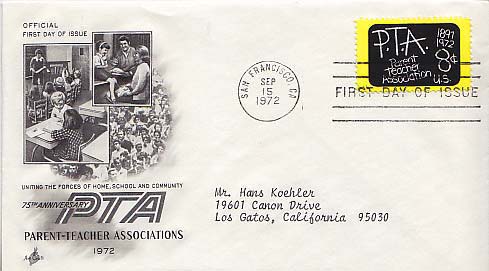 OFFICIAL
FIRST DAY OF ISSUE
P.T.A.
1897
1972
Parent
Teacher
Association
8¢
U.S.
SAN FRANCISCO, CA
SEP
15
1972
FIRST DAY OF ISSUE
UNITING THE FORCES OF HOME, SCHOOL AND COMMUNITY
75TH ANNIVERSARY
PTA
PARENT-TEACHER ASSOCIATIONS
1972
Mr. Hans Koehler
19601 Canon Drive
Los Gatos, California 95030